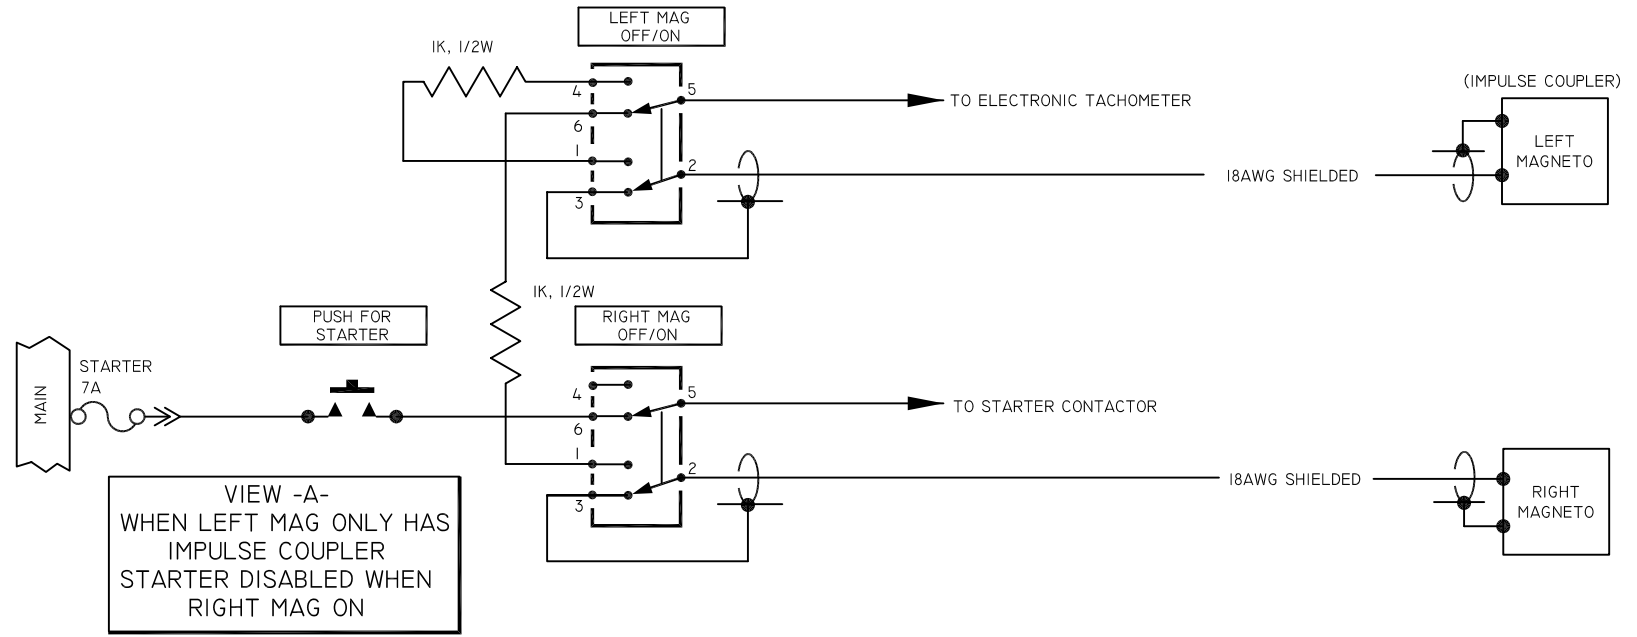 LEFT MAG
OFF/ON
1K, 1/2W
4
5
6
1
2
3
TO ELECTRONIC TACHOMETER
(IMPULSE COUPLER)
LEFT
MAGNETO
18AWG SHIELDED
1K, 1/2W
PUSH FOR
STARTER
RIGHT MAG
OFF/ON
STARTER
7A
MAIN
4
5
6
1
2
3
TO STARTER CONTACTOR
18AWG SHIELDED
RIGHT
MAGNETO
VIEW -A-
WHEN LEFT MAG ONLY HAS
IMPULSE COUPLER
STARTER DISABLED WHEN
RIGHT MAG ON